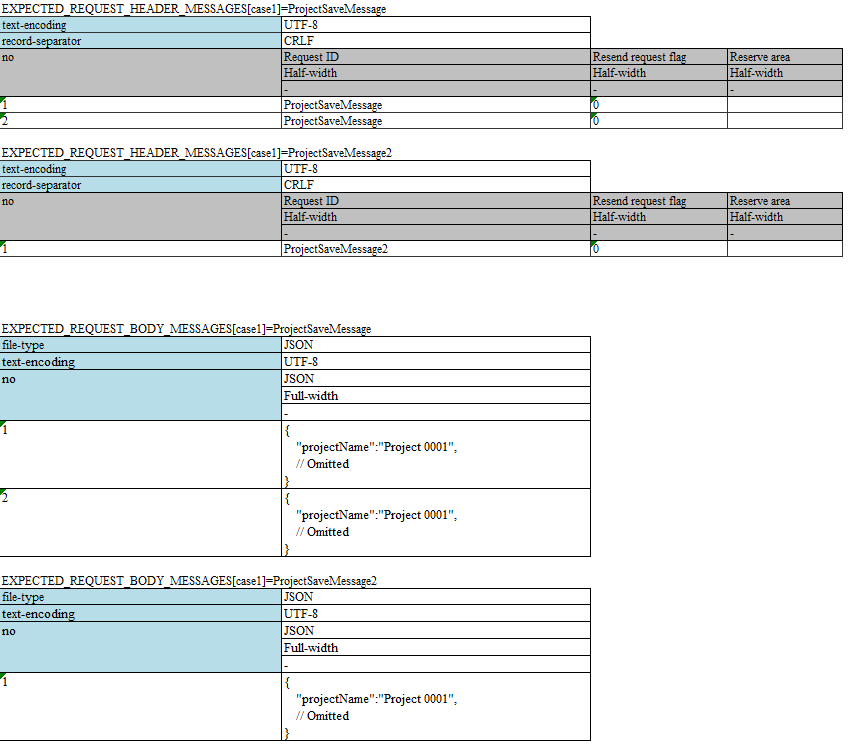 EXPECTED_REQUEST_HEADER_MESSAGES[case1]=ProjectSaveMessage
text-encoding UTF-8
record-separator CRLF
no Request ID Resend request flag Reserve area
Half-width Half-width Half-width
- - -
1 ProjectSaveMessage 0
2 ProjectSaveMessage 0
EXPECTED_REQUEST_HEADER_MESSAGES[case1]=ProjectSaveMessage2
text-encoding UTF-8
record-separator CRLF
no Request ID Resend request flag Reserve area
Half-width Half-width Half-width
- - -
1 ProjectSaveMessage2 0
EXPECTED_REQUEST_BODY_MESSAGES[case1]=ProjectSaveMessage
file-type JSON
text-encoding UTF-8
no JSON
Full-width
-
1 {
"projectName":"Project 0001",
// Omitted
}
2 {
"projectName":"Project 0001",
// Omitted
}
EXPECTED_REQUEST_BODY_MESSAGES[case1]=ProjectSaveMessage2
file-type JSON
text-encoding UTF-8
no JSON
Full-width
-
1 {
"projectName":"Project 0001",
// Omitted
}